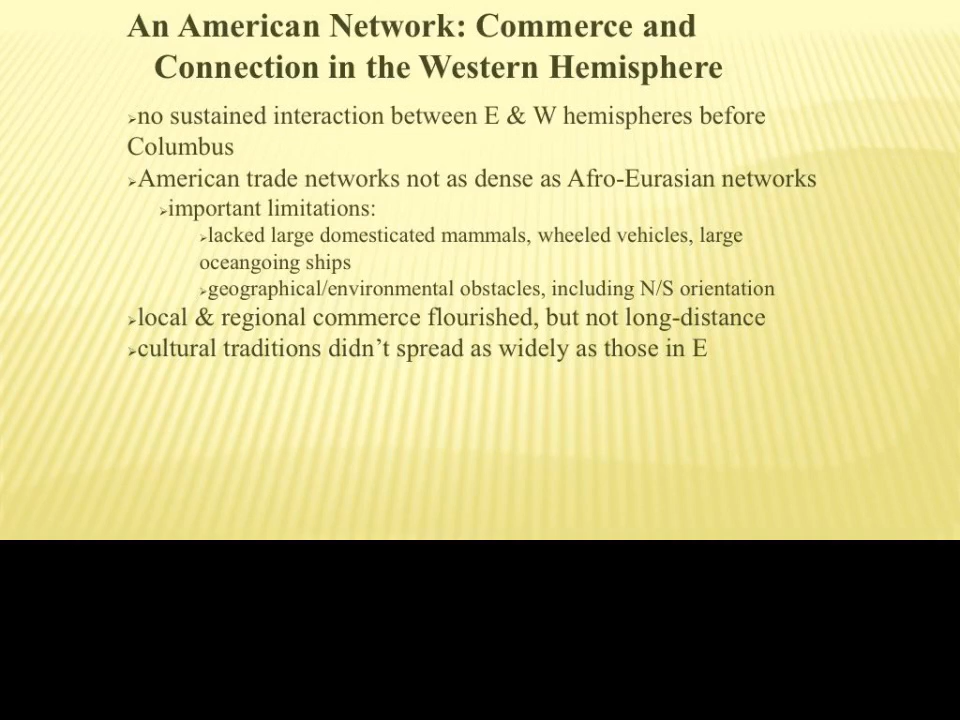 An American Network: Commerce and
Connection in the Western Hemisphere
➢no sustained interaction between E & W hemispheres before
Columbus
➢American trade networks not as dense as Afro-Eurasian networks
➢important limitations:
➢lacked large domesticated mammals, wheeled vehicles, large
oceangoing ships
➢geographical/environmental obstacles, including N/S orientation
➢local & regional commerce flourished, but not long-distance
➢cultural traditions didn’t spread as widely as those in E